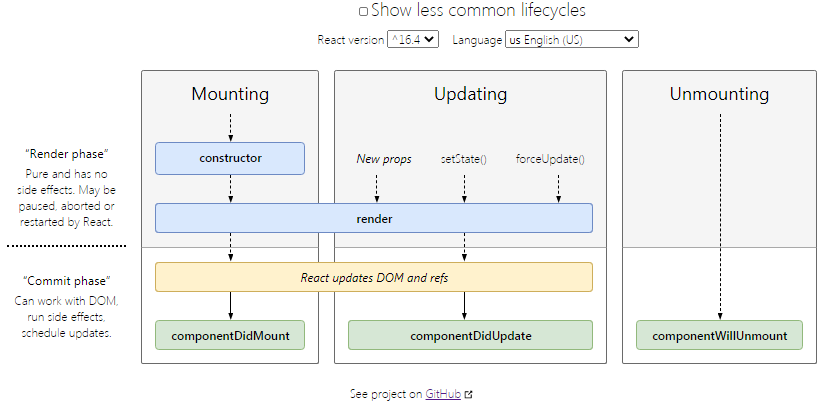 Show less common lifecycles
React version ^16.4 Language us English (US)
Mounting
Updating
Unmounting
“Render phase”
Pure and has no
side effects. May be
paused, aborted or
restarted by React.
constructor
New props
setState()
forceUpdate()
render
“Commit phase”
Can work with DOM,
run side effects,
schedule updates.
React updates DOM and refs
componentDidMount
componentDidUpdate
componentWillUnmount
See project on GitHub